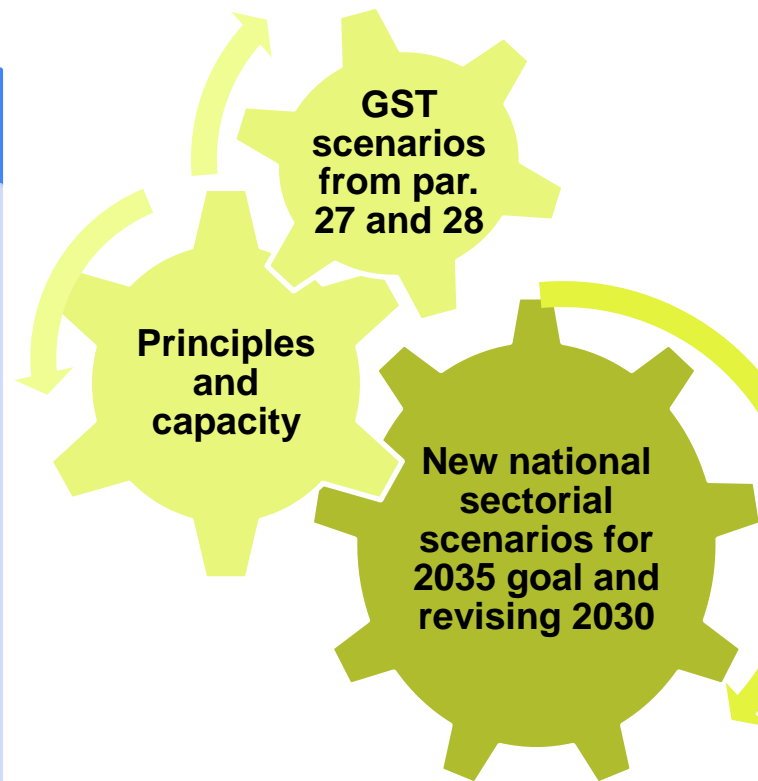 GST
scenarios
from par.
27 and 28
Principles
and
capacity
New national
sectorial
scenarios for
2035 goal and
revising 2030